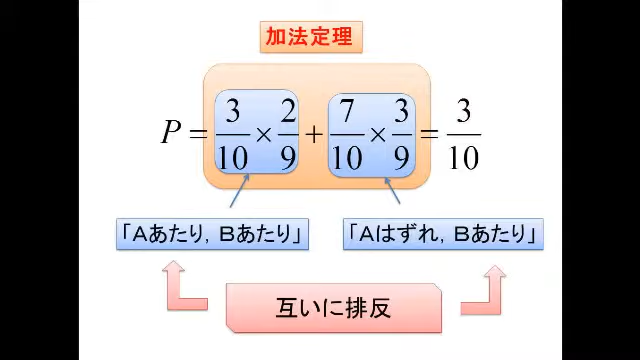 加法定理
P = 3/10 × 2/9 + 7/10 × 3/9 = 3/10
「Aあたり，Bあたり」 「Aはずれ，Bあたり」
互いに排反